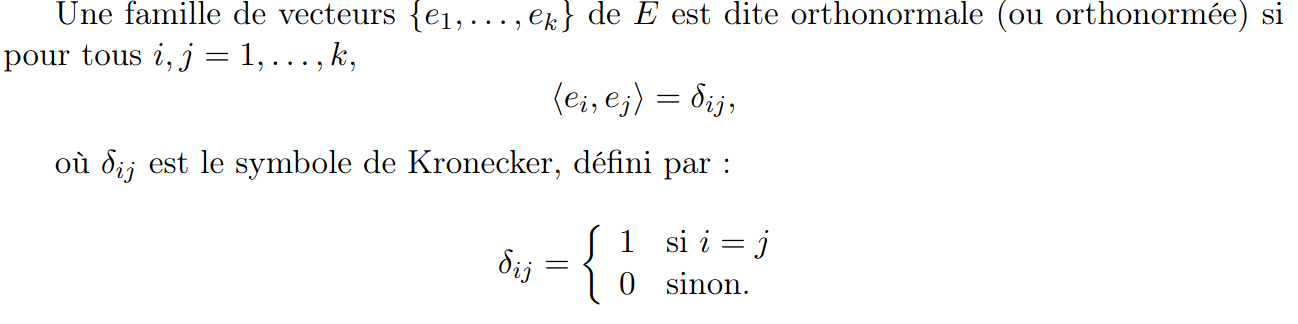 Une famille de vecteurs {e₁, . . . , eₖ} de E est dite orthonormale (ou orthonormée) si
pour tous i, j = 1, . . . , k,
⟨eᵢ, eⱼ⟩ = δᵢⱼ,
où δᵢⱼ est le symbole de Kronecker, défini par :
δᵢⱼ = { 1 si i = j
0 sinon.